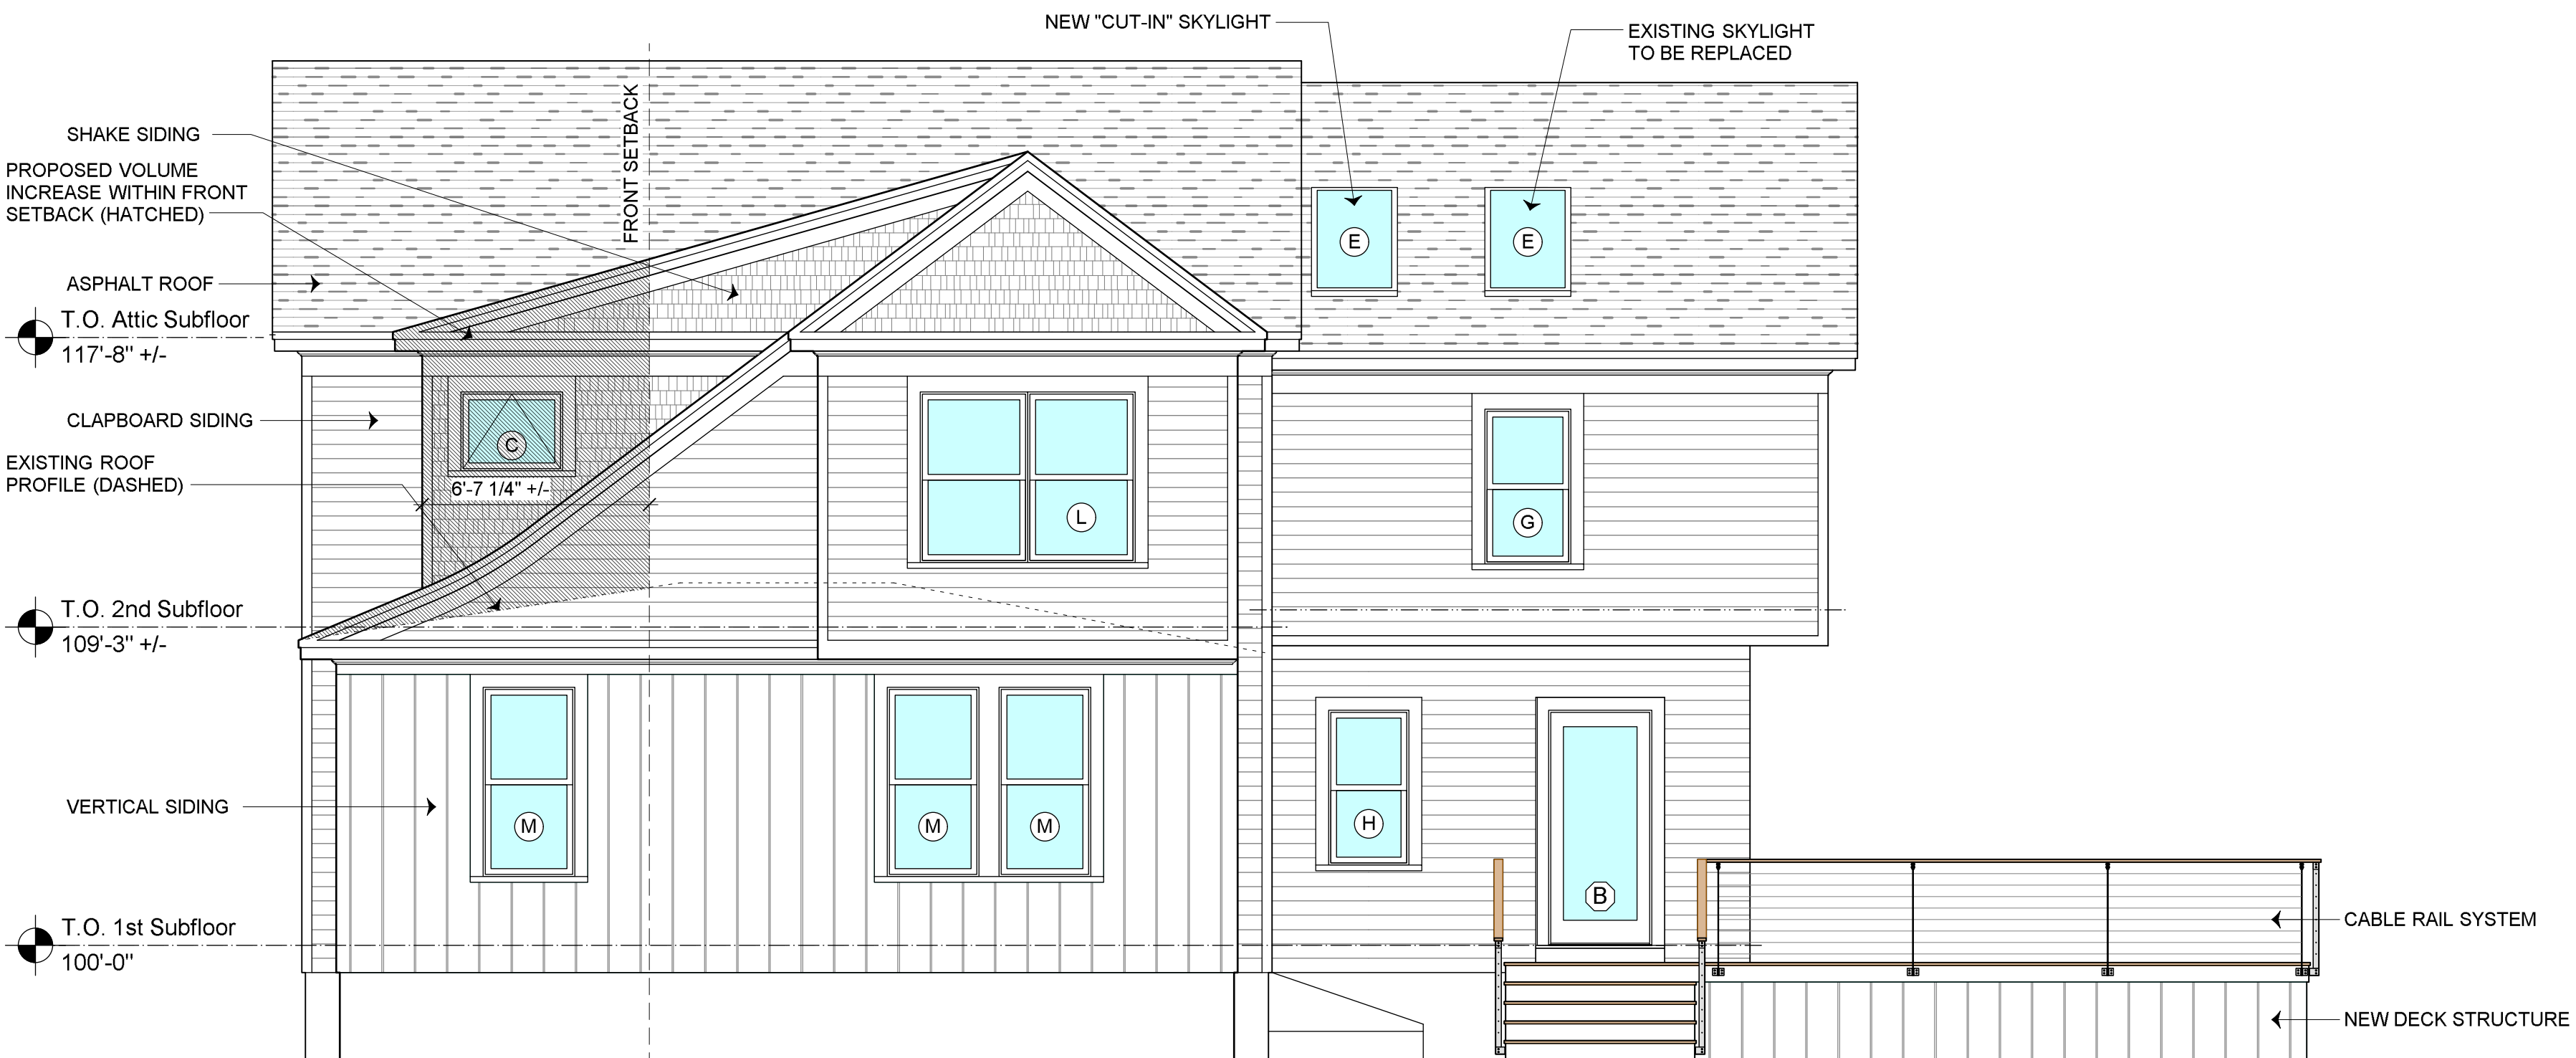 NEW "CUT-IN" SKYLIGHT
EXISTING SKYLIGHT
TO BE REPLACED
FRONT SETBACK
SHAKE SIDING
PROPOSED VOLUME
INCREASE WITHIN FRONT
SETBACK (HATCHED)
E
E
ASPHALT ROOF
T.O. Attic Subfloor
117'-8" +/-
CLAPBOARD SIDING
C
EXISTING ROOF
PROFILE (DASHED)
6'-7 1/4" +/-
L
G
T.O. 2nd Subfloor
109'-3" +/-
VERTICAL SIDING
M
M
M
H
B
T.O. 1st Subfloor
100'-0"
CABLE RAIL SYSTEM
NEW DECK STRUCTURE